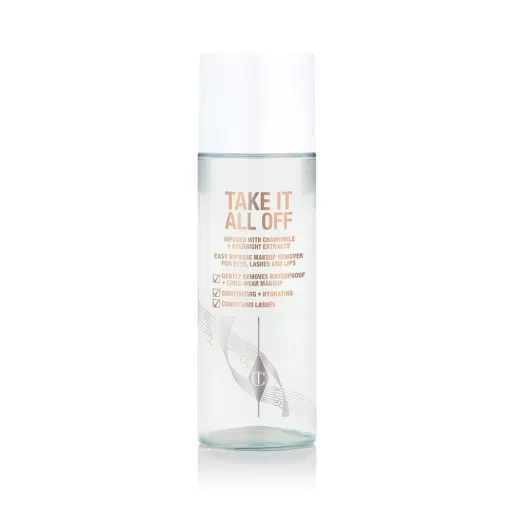 TAKE IT
ALL OFF
INFUSED WITH CHAMOMILE
+ EYEBRIGHT EXTRACTS
EASY BIPHASE MAKEUP REMOVER
FOR EYES, LASHES AND LIPS
GENTLY REMOVES WATERPROOF
+ LONG-WEAR MAKEUP
COMFORTING + HYDRATING
CONDITIONS LASHES
CT